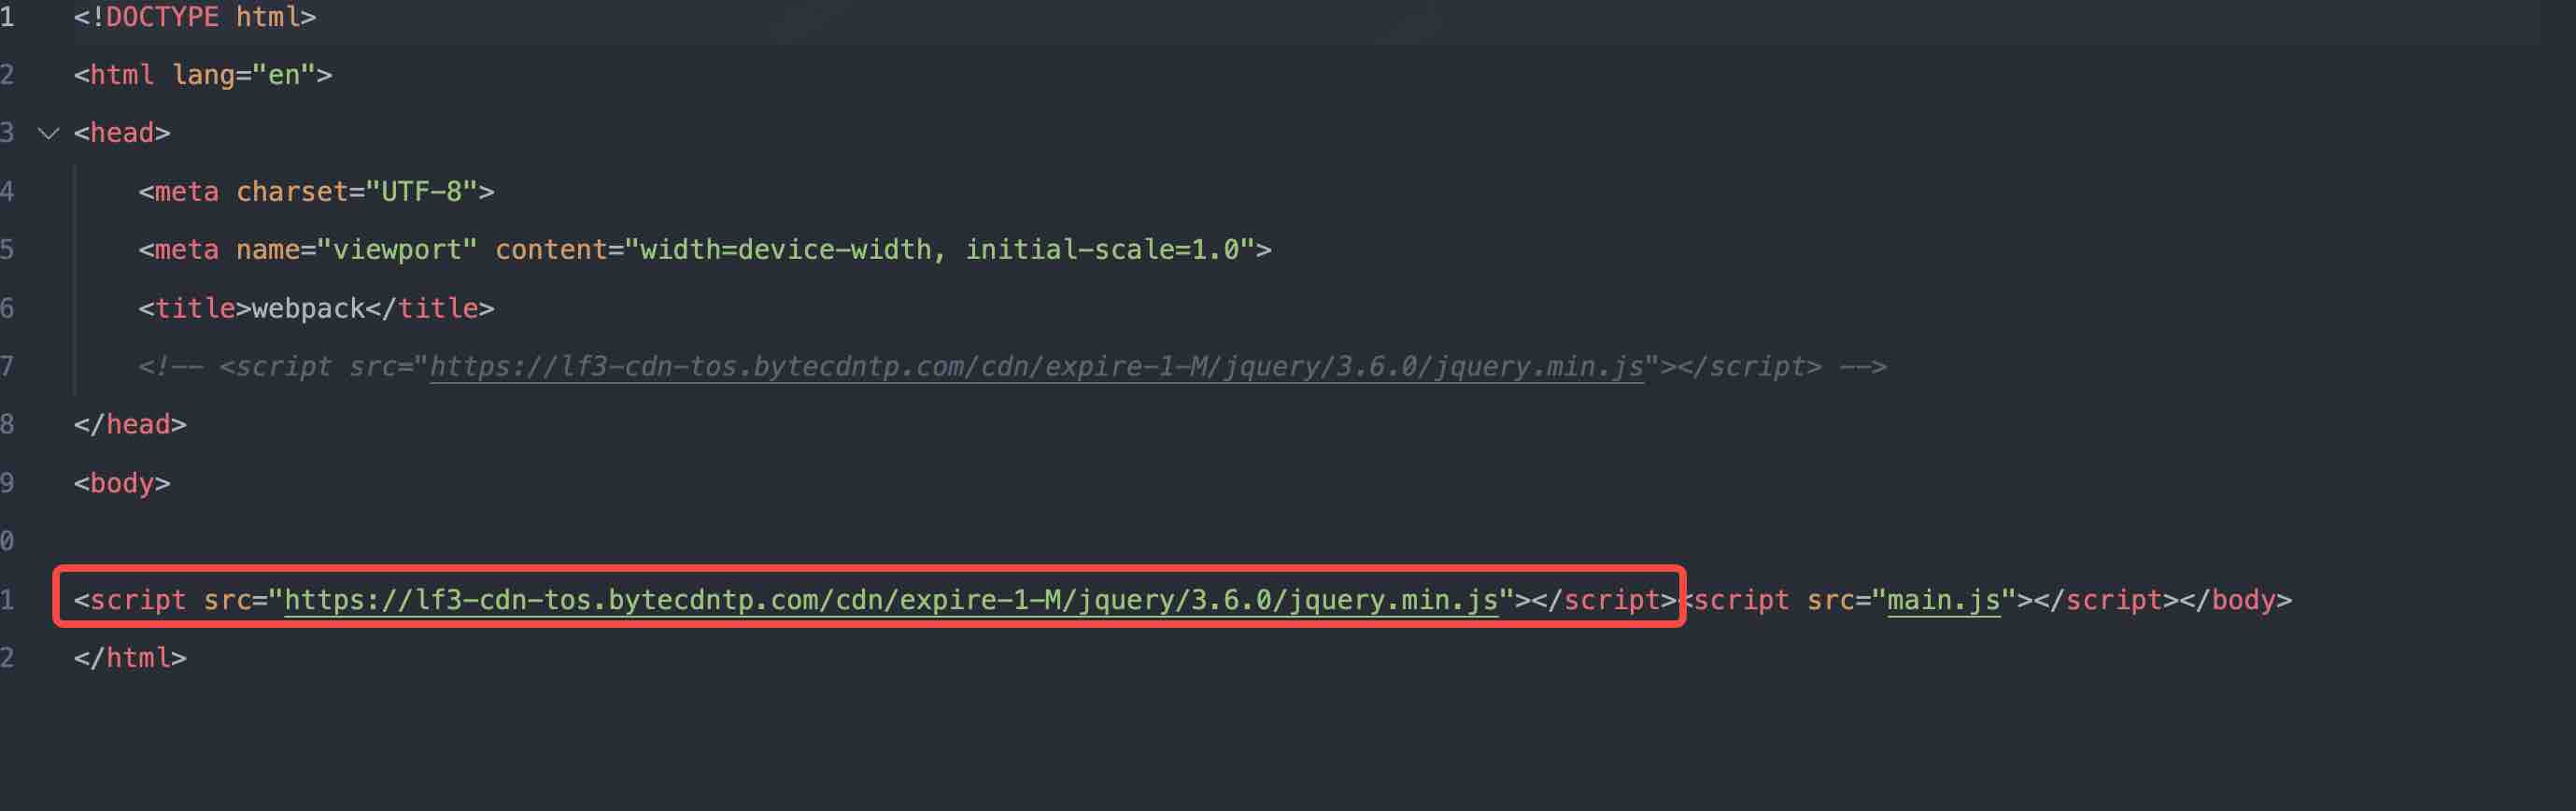 1 <!DOCTYPE html>
2 <html lang="en">
3 <head>
4 <meta charset="UTF-8">
5 <meta name="viewport" content="width=device-width, initial-scale=1.0">
6 <title>webpack</title>
7 <!-- <script src="https://lf3-cdn-tos.bytecdntp.com/cdn/expire-1-M/jquery/3.6.0/jquery.min.js"></script> -->
8 </head>
9 <body>
0
1 <script src="https://lf3-cdn-tos.bytecdntp.com/cdn/expire-1-M/jquery/3.6.0/jquery.min.js"></script><script src="main.js"></script></body>
2 </html>